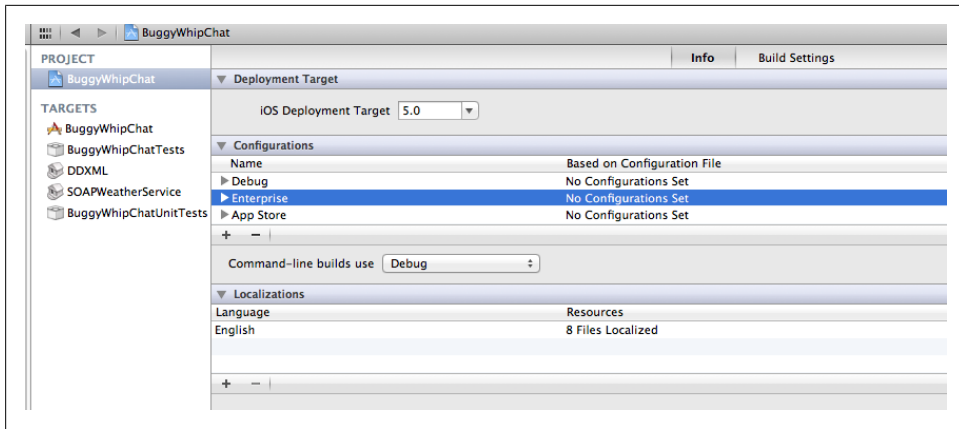 BuggyWhipChat
PROJECT
BuggyWhipChat
TARGETS
BuggyWhipChat
BuggyWhipChatTests
DDXML
SOAPWeatherService
BuggyWhipChatUnitTests
Info Build Settings
Deployment Target
iOS Deployment Target 5.0
Configurations
Name Based on Configuration File
Debug No Configurations Set
Enterprise No Configurations Set
App Store No Configurations Set
+ −
Command-line builds use Debug
Localizations
Language Resources
English 8 Files Localized
+ −